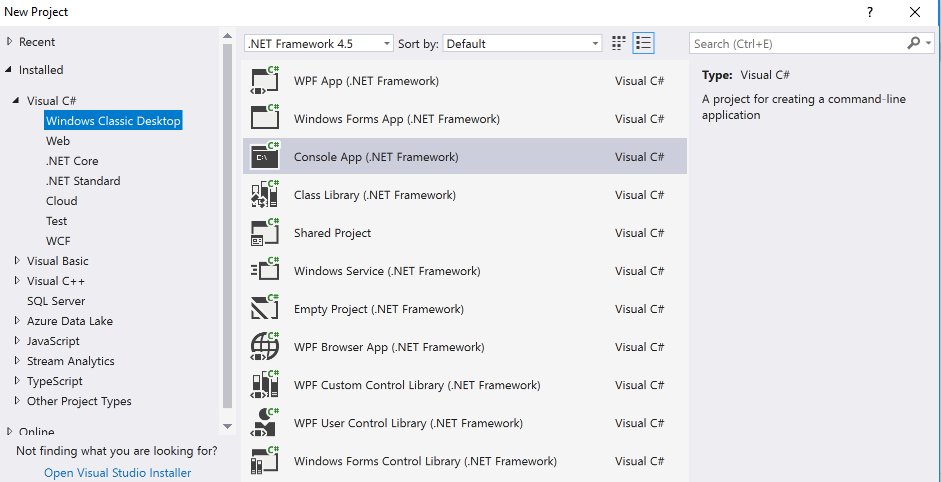 New Project
?
Recent
Installed
Visual C#
Windows Classic Desktop
Web
.NET Core
.NET Standard
Cloud
Test
WCF
Visual Basic
Visual C++
SQL Server
Azure Data Lake
JavaScript
Stream Analytics
TypeScript
Other Project Types
Online
Not finding what you are looking for?
Open Visual Studio Installer
.NET Framework 4.5 Sort by: Default
C# WPF App (.NET Framework) Visual C#
C# Windows Forms App (.NET Framework) Visual C#
C# C:\ Console App (.NET Framework) Visual C#
C# Class Library (.NET Framework) Visual C#
C# Shared Project Visual C#
C# Windows Service (.NET Framework) Visual C#
C# Empty Project (.NET Framework) Visual C#
C# WPF Browser App (.NET Framework) Visual C#
C# WPF Custom Control Library (.NET Framework) Visual C#
C# WPF User Control Library (.NET Framework) Visual C#
C# Windows Forms Control Library (.NET Framework) Visual C#
Search (Ctrl+E)
Type: Visual C#
A project for creating a command-line
application